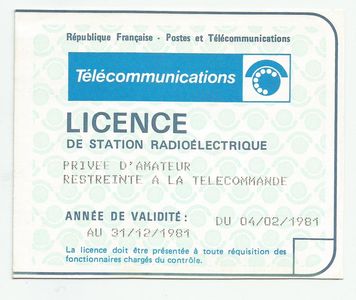 République Française - Postes et Télécommunications
Télécommunications
LICENCE
DE STATION RADIOÉLECTRIQUE
PRIVEE D'AMATEUR
RESTREINTE A LA TELECOMMANDE
ANNÉE DE VALIDITÉ : DU 04/02/1981
AU 31/12/1981
La licence doit être présentée à toute réquisition des
fonctionnaires chargés du contrôle.